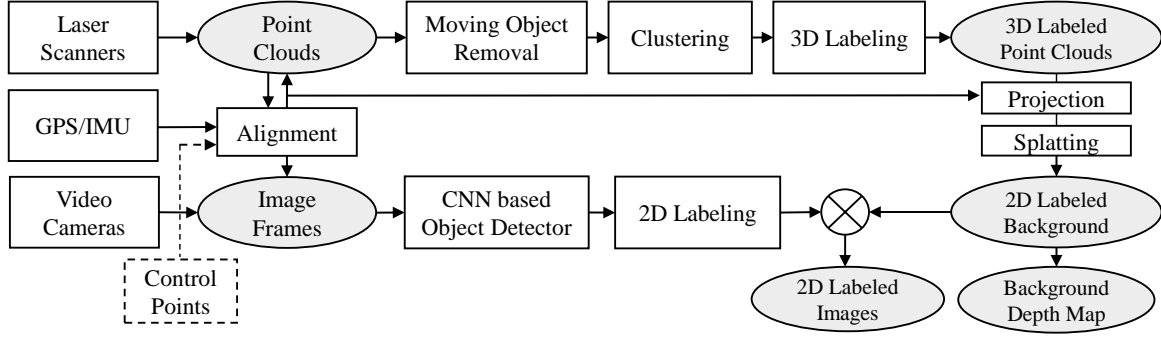 Laser
Scanners
Point
Clouds
Moving Object
Removal
Clustering
3D Labeling
3D Labeled
Point Clouds
GPS/IMU
Alignment
Projection
Splatting
Video
Cameras
Image
Frames
CNN based
Object Detector
2D Labeling
2D Labeled
Background
Control
Points
2D Labeled
Images
Background
Depth Map